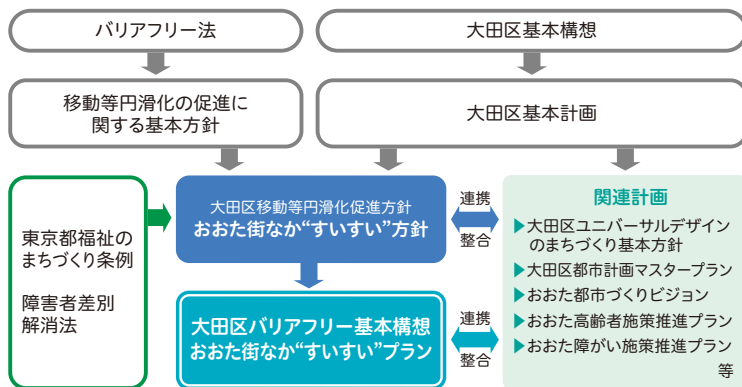 バリアフリー法
大田区基本構想
移動等円滑化の促進に
関する基本方針
大田区基本計画
東京都福祉の
まちづくり条例
障害者差別
解消法
大田区移動等円滑化促進方針
おおた街なか“すいすい”方針
連携
整合
大田区バリアフリー基本構想
おおた街なか“すいすい”プラン
連携
整合
関連計画
▶大田区ユニバーサルデザイン
のまちづくり基本方針
▶大田区都市計画マスタープラン
▶おおた都市づくりビジョン
▶おおた高齢者施策推進プラン
▶おおた障がい施策推進プラン
等